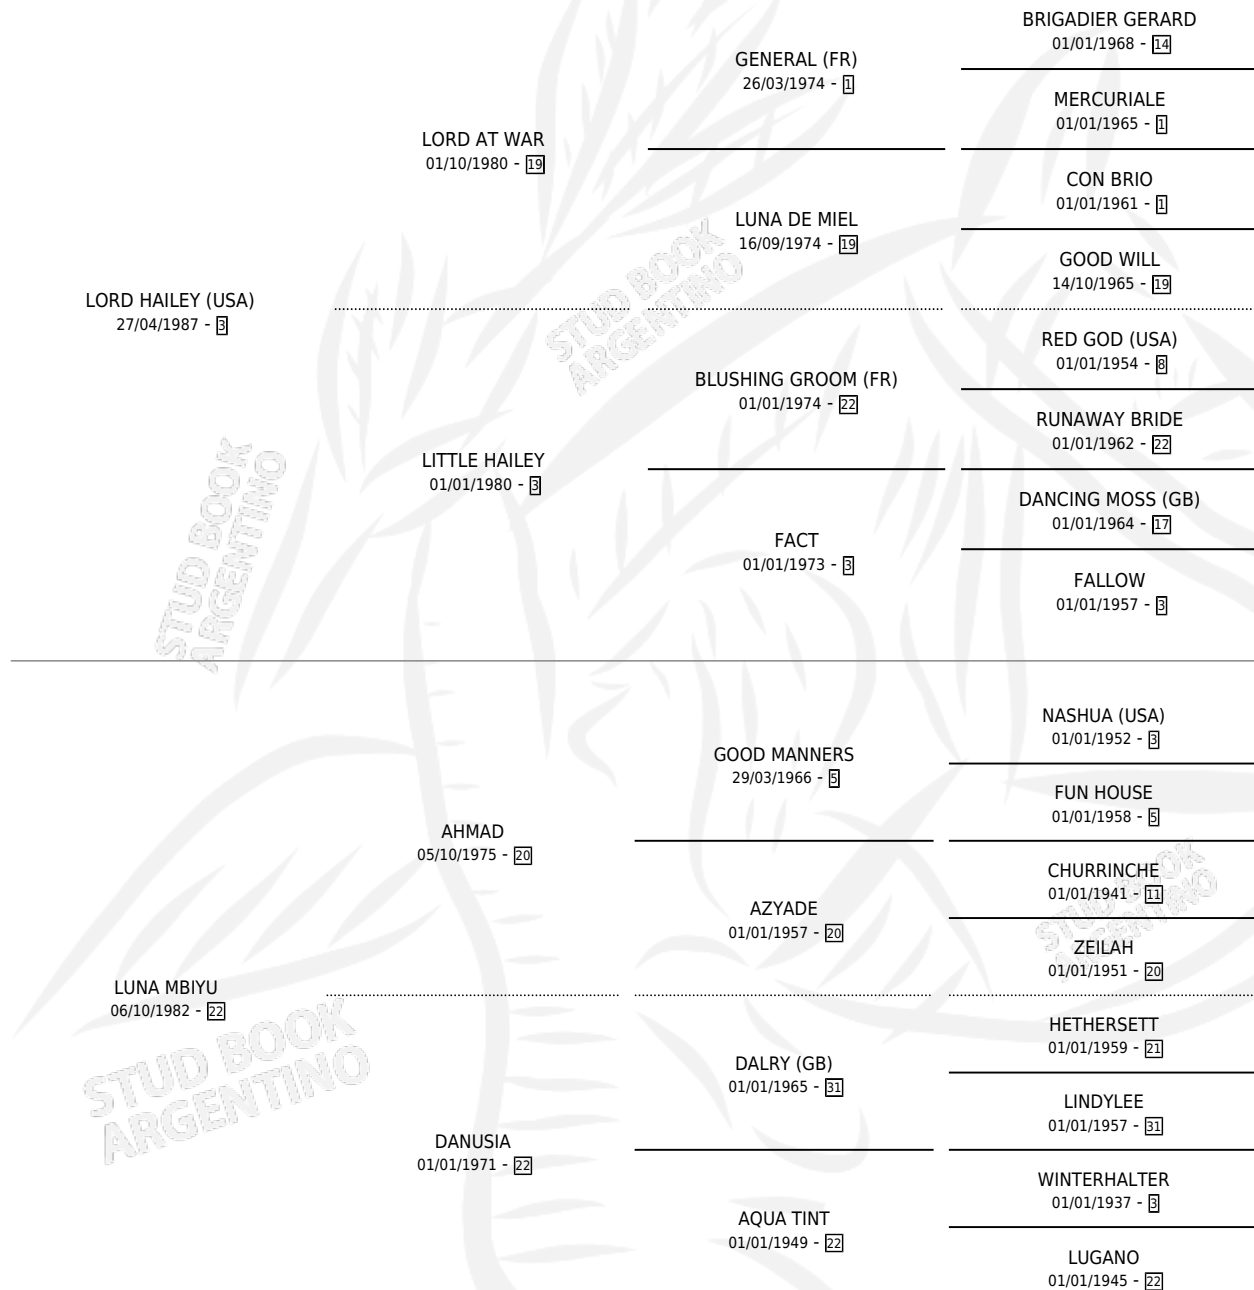 BRIGADIER GERARD
01/01/1968 - 14
GENERAL (FR)
26/03/1974 - 1
MERCURIALE
01/01/1965 - 1
LORD AT WAR
01/10/1980 - 19
CON BRIO
01/01/1961 - 1
LUNA DE MIEL
16/09/1974 - 19
GOOD WILL
14/10/1965 - 19
LORD HAILEY (USA)
27/04/1987 - 3
RED GOD (USA)
01/01/1954 - 8
BLUSHING GROOM (FR)
01/01/1974 - 22
RUNAWAY BRIDE
01/01/1962 - 22
LITTLE HAILEY
01/01/1980 - 3
DANCING MOSS (GB)
01/01/1964 - 17
FACT
01/01/1973 - 3
FALLOW
01/01/1957 - 3
NASHUA (USA)
01/01/1952 - 3
GOOD MANNERS
29/03/1966 - 5
FUN HOUSE
01/01/1958 - 5
AHMAD
05/10/1975 - 20
CHURRINCHE
01/01/1941 - 11
AZYADE
01/01/1957 - 20
ZEILAH
01/01/1951 - 20
LUNA MBIYU
06/10/1982 - 22
HETHERSETT
01/01/1959 - 21
DALRY (GB)
01/01/1965 - 31
LINDYLEE
01/01/1957 - 31
DANUSIA
01/01/1971 - 22
WINTERHALTER
01/01/1937 - 3
AQUA TINT
01/01/1949 - 22
LUGANO
01/01/1945 - 22
STUD BOOK
ARGENTINO
STUD BOOK
ARGENTINO
STUD BOOK
ARGENTINO
STUD BOOK
ARGENTINO